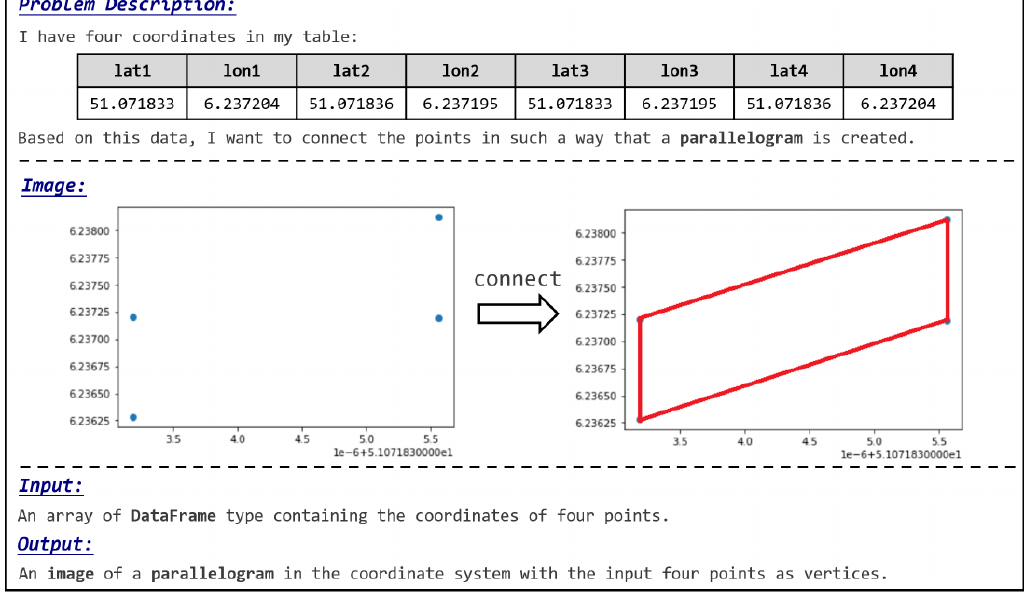 Problem Description:
I have four coordinates in my table:
lat1 lon1 lat2 lon2 lat3 lon3 lat4 lon4
51.071833 6.237204 51.071836 6.237195 51.071833 6.237195 51.071836 6.237204
Based on this data, I want to connect the points in such a way that a parallelogram is created.
Image:
6.23800
6.23775
6.23750
6.23725
6.23700
6.23675
6.23650
6.23625
3.5 4.0 4.5 5.0 5.5
1e−6+5.1071830000e1
connect
6.23800
6.23775
6.23750
6.23725
6.23700
6.23675
6.23650
6.23625
3.5 4.0 4.5 5.0 5.5
1e−6+5.1071830000e1
Input:
An array of DataFrame type containing the coordinates of four points.
Output:
An image of a parallelogram in the coordinate system with the input four points as vertices.